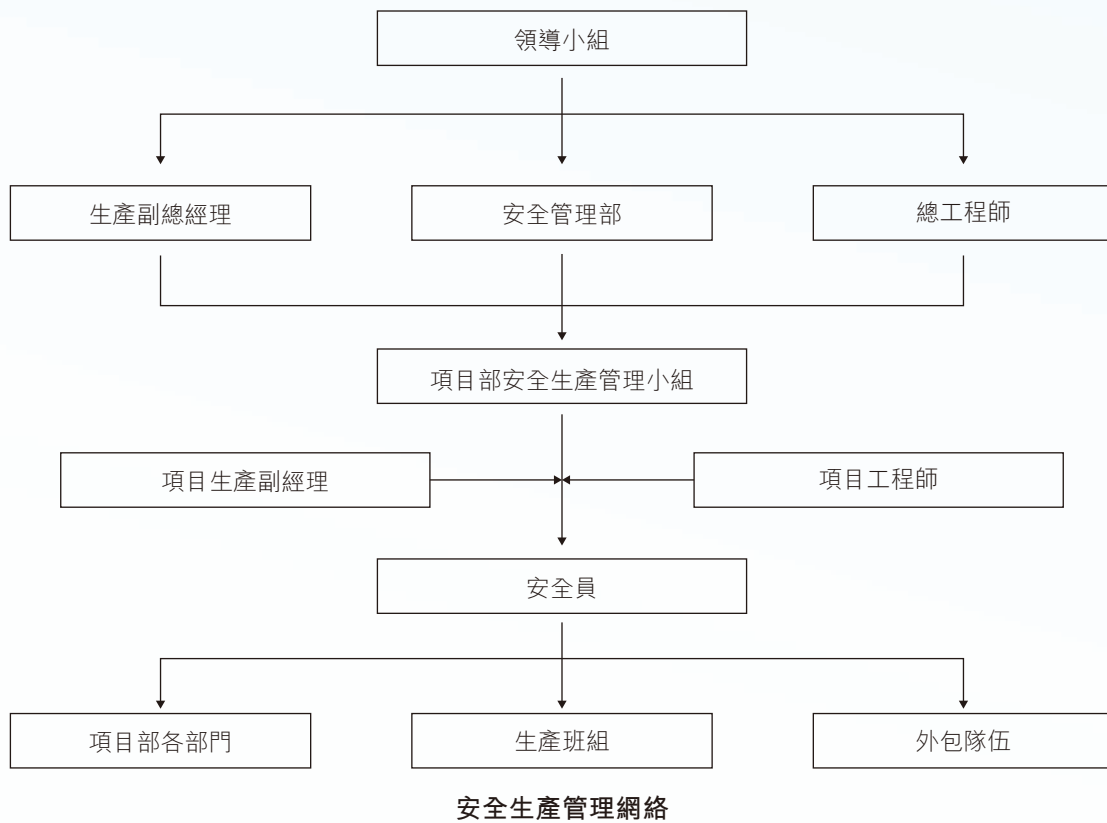 領導小組
生產副總經理
安全管理部
總工程師
項目部安全生產管理小組
項目生產副經理
項目工程師
安全員
項目部各部門
生產班組
外包隊伍
安全生產管理網絡